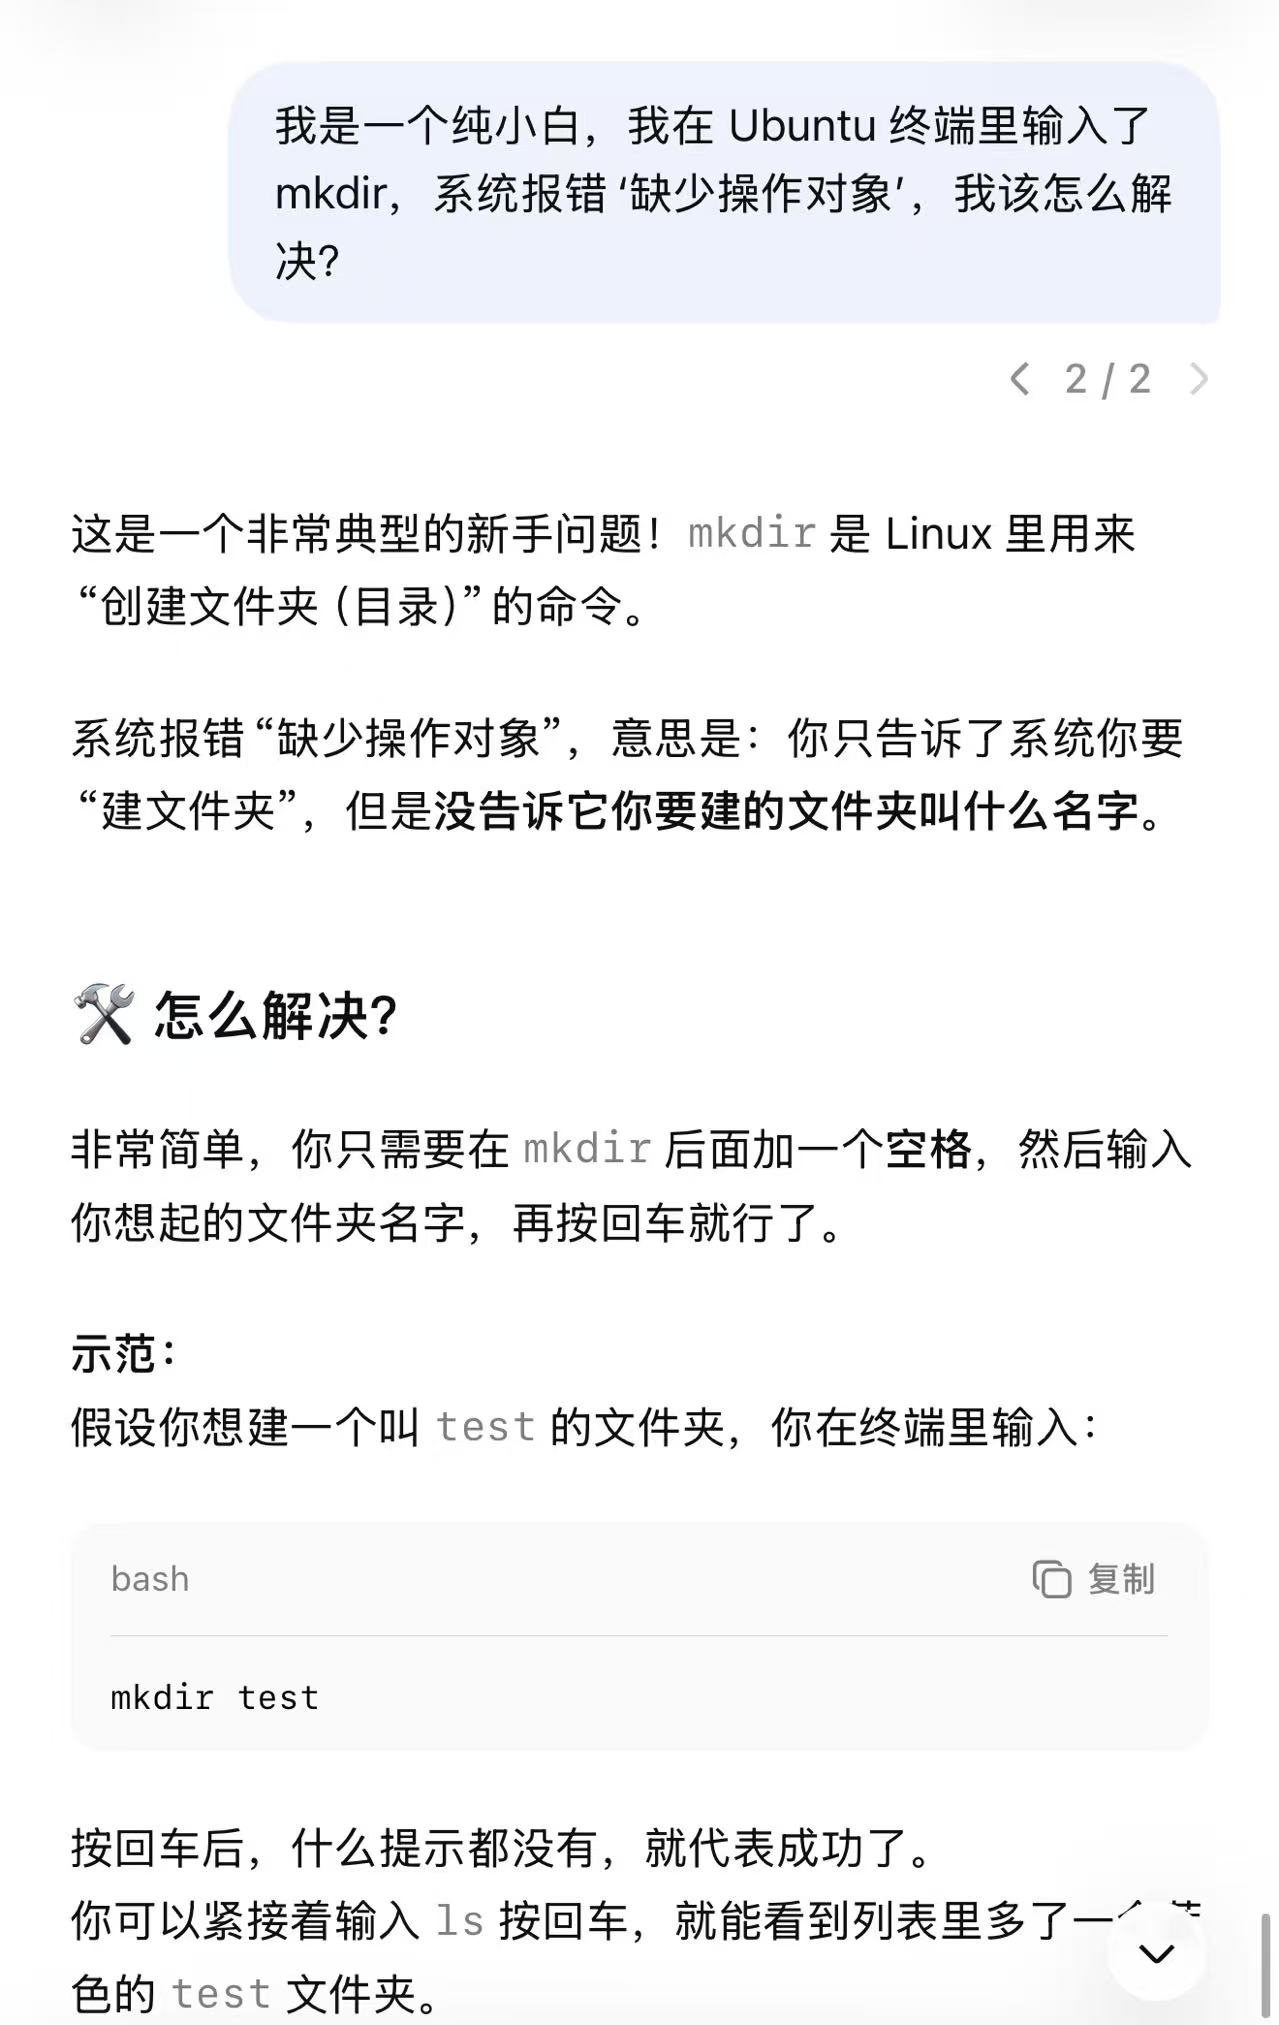 我是一个纯小白，我在 Ubuntu 终端里输入了
mkdir，系统报错 ‘缺少操作对象’，我该怎么解
决？
2 / 2
这是一个非常典型的新手问题！mkdir 是 Linux 里用来
“创建文件夹（目录）”的命令。
系统报错“缺少操作对象”，意思是：你只告诉了系统你要
“建文件夹”，但是没告诉它你要建的文件夹叫什么名字。
怎么解决？
非常简单，你只需要在 mkdir 后面加一个空格，然后输入
你想起的文件夹名字，再按回车就行了。
示范：
假设你想建一个叫 test 的文件夹，你在终端里输入：
bash 复制
mkdir test
按回车后，什么提示都没有，就代表成功了。
你可以紧接着输入 ls 按回车，就能看到列表里多了一
色的 test 文件夹。